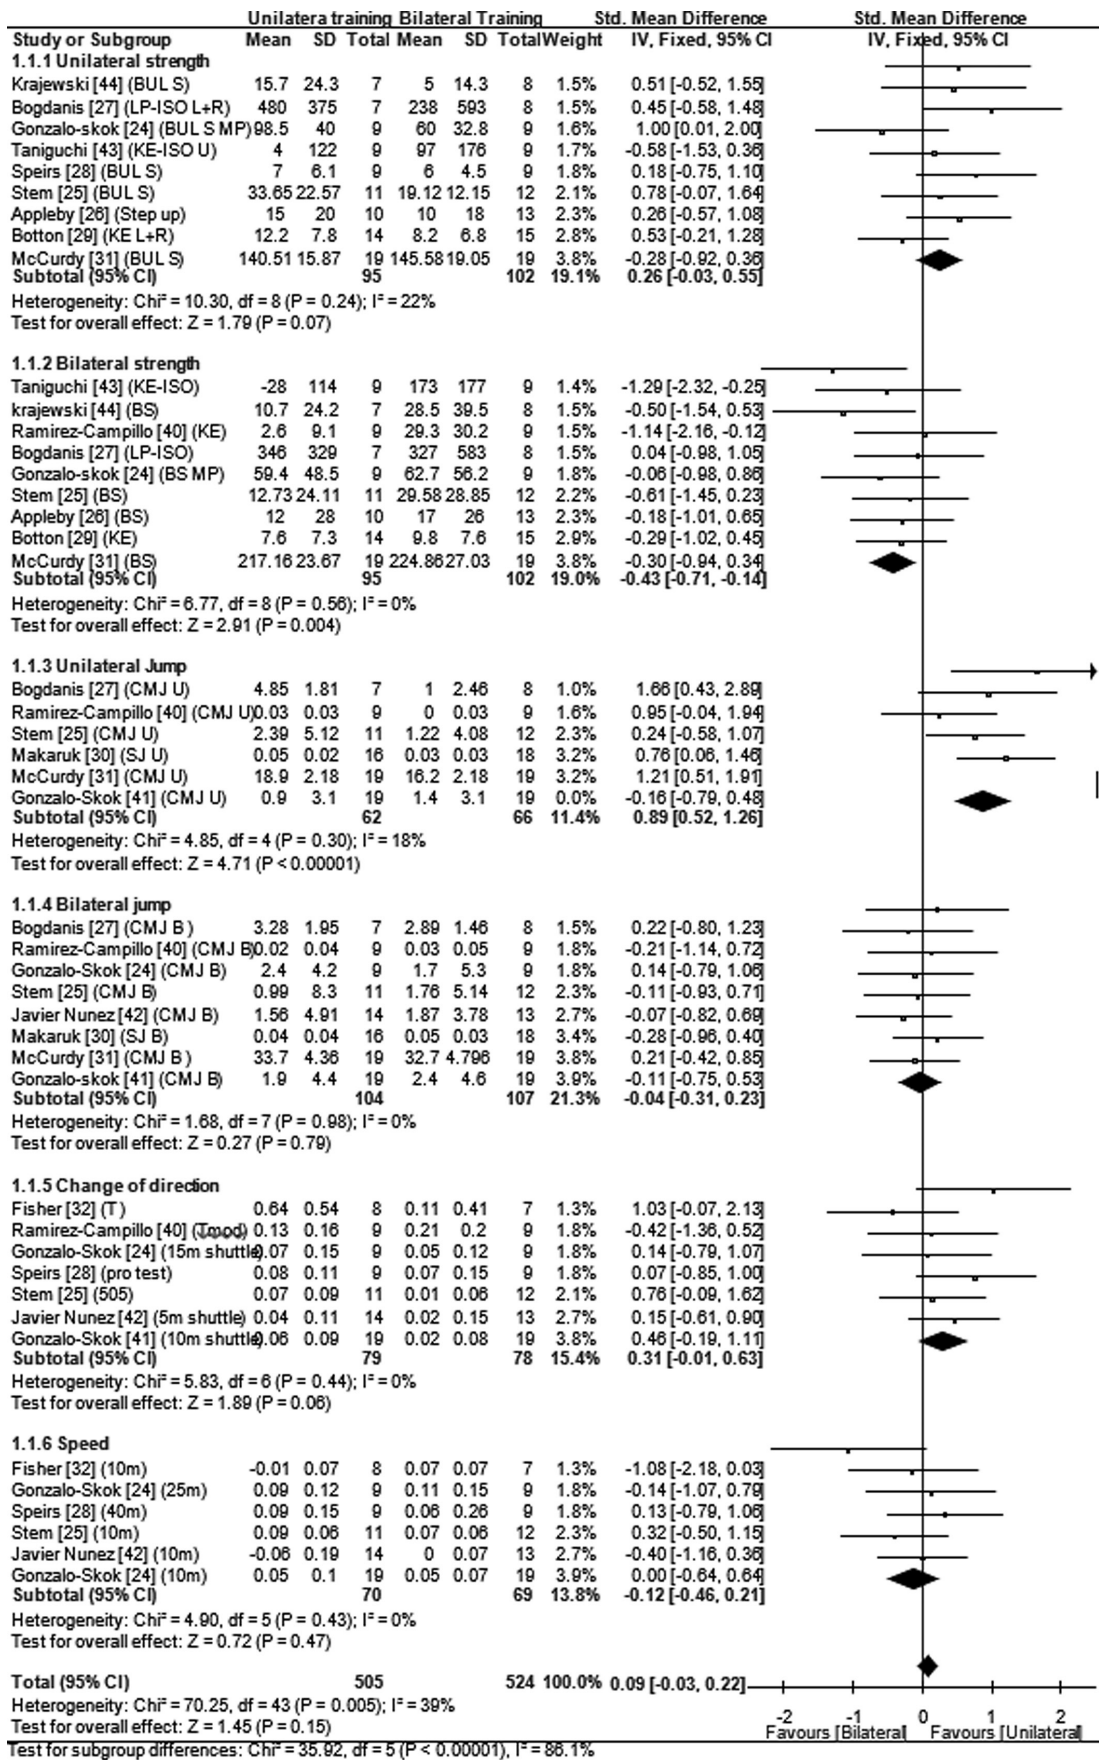 Unilatera training Bilateral Training Std. Mean Difference Std. Mean Difference
Study or Subgroup Mean SD Total Mean SD Total Weight IV, Fixed, 95% CI IV, Fixed, 95% CI
1.1.1 Unilateral strength
Krajewski [44] (BUL S) 15.7 24.3 7 5 14.3 8 1.5% 0.51 [-0.52, 1.55]
Bogdanis [27] (LP-ISO L+R) 480 375 7 238 593 8 1.5% 0.45 [-0.58, 1.48]
Gonzalo-skok [24] (BUL S MP) 98.5 40 9 60 32.8 9 1.6% 1.00 [0.01, 2.00]
Taniguchi [43] (KE-ISO U) 4 122 9 97 176 9 1.7% -0.58 [-1.53, 0.36]
Speirs [28] (BUL S) 7 6.1 9 6 4.5 9 1.8% 0.18 [-0.75, 1.10]
Stem [25] (BUL S) 33.65 22.57 11 19.12 12.15 12 2.1% 0.78 [-0.07, 1.64]
Appleby [26] (Step up) 15 20 10 10 18 13 2.3% 0.26 [-0.57, 1.08]
Botton [29] (KE L+R) 12.2 7.8 14 8.2 6.8 15 2.8% 0.53 [-0.21, 1.28]
McCurdy [31] (BUL S) 140.51 15.87 19 145.58 19.05 19 3.8% -0.28 [-0.92, 0.36]
Subtotal (95% CI) 95 102 19.1% 0.26 [-0.03, 0.55]
Heterogeneity: Chi² = 10.30, df = 8 (P = 0.24); I² = 22%
Test for overall effect: Z = 1.79 (P = 0.07)
1.1.2 Bilateral strength
Taniguchi [43] (KE-ISO) -28 114 9 173 177 9 1.4% -1.29 [-2.32, -0.25]
krajewski [44] (BS) 10.7 24.2 7 28.5 39.5 8 1.5% -0.50 [-1.54, 0.53]
Ramirez-Campillo [40] (KE) 2.6 9.1 9 29.3 30.2 9 1.5% -1.14 [-2.16, -0.12]
Bogdanis [27] (LP-ISO) 346 329 7 327 583 8 1.5% 0.04 [-0.98, 1.05]
Gonzalo-skok [24] (BS MP) 59.4 48.5 9 62.7 56.2 9 1.8% -0.06 [-0.98, 0.86]
Stem [25] (BS) 12.73 24.11 11 29.58 28.85 12 2.2% -0.61 [-1.45, 0.23]
Appleby [26] (BS) 12 28 10 17 26 13 2.3% -0.18 [-1.01, 0.65]
Botton [29] (KE) 7.6 7.3 14 9.8 7.6 15 2.9% -0.29 [-1.02, 0.45]
McCurdy [31] (BS) 217.16 23.67 19 224.86 27.03 19 3.8% -0.30 [-0.94, 0.34]
Subtotal (95% CI) 95 102 19.0% -0.43 [-0.71, -0.14]
Heterogeneity: Chi² = 6.77, df = 8 (P = 0.56); I² = 0%
Test for overall effect: Z = 2.91 (P = 0.004)
1.1.3 Unilateral Jump
Bogdanis [27] (CMJ U) 4.85 1.81 7 1 2.46 8 1.0% 1.66 [0.43, 2.89]
Ramirez-Campillo [40] (CMJ U) 0.03 0.03 9 0 0.03 9 1.6% 0.95 [-0.04, 1.94]
Stem [25] (CMJ U) 2.39 5.12 11 1.22 4.08 12 2.3% 0.24 [-0.58, 1.07]
Makaruk [30] (SJ U) 0.05 0.02 16 0.03 0.03 18 3.2% 0.76 [0.06, 1.46]
McCurdy [31] (CMJ U) 18.9 2.18 19 16.2 2.18 19 3.2% 1.21 [0.51, 1.91]
Gonzalo-Skok [41] (CMJ U) 0.9 3.1 19 1.4 3.1 19 0.0% -0.16 [-0.79, 0.48]
Subtotal (95% CI) 62 66 11.4% 0.89 [0.52, 1.26]
Heterogeneity: Chi² = 4.85, df = 4 (P = 0.30); I² = 18%
Test for overall effect: Z = 4.71 (P < 0.00001)
1.1.4 Bilateral jump
Bogdanis [27] (CMJ B ) 3.28 1.95 7 2.89 1.46 8 1.5% 0.22 [-0.80, 1.23]
Ramirez-Campillo [40] (CMJ B) 0.02 0.04 9 0.03 0.05 9 1.8% -0.21 [-1.14, 0.72]
Gonzalo-Skok [24] (CMJ B) 2.4 4.2 9 1.7 5.3 9 1.8% 0.14 [-0.79, 1.06]
Stem [25] (CMJ B) 0.99 8.3 11 1.76 5.14 12 2.3% -0.11 [-0.93, 0.71]
Javier Nunez [42] (CMJ B) 1.56 4.91 14 1.87 3.78 13 2.7% -0.07 [-0.82, 0.69]
Makaruk [30] (SJ B) 0.04 0.04 16 0.05 0.03 18 3.4% -0.28 [-0.96, 0.40]
McCurdy [31] (CMJ B ) 33.7 4.36 19 32.7 4.796 19 3.8% 0.21 [-0.42, 0.85]
Gonzalo-skok [41] (CMJ B) 1.9 4.4 19 2.4 4.6 19 3.9% -0.11 [-0.75, 0.53]
Subtotal (95% CI) 104 107 21.3% -0.04 [-0.31, 0.23]
Heterogeneity: Chi² = 1.68, df = 7 (P = 0.98); I² = 0%
Test for overall effect: Z = 0.27 (P = 0.79)
1.1.5 Change of direction
Fisher [32] (T ) 0.64 0.54 8 0.11 0.41 7 1.3% 1.03 [-0.07, 2.13]
Ramirez-Campillo [40] (Tmod) 0.13 0.16 9 0.21 0.2 9 1.8% -0.42 [-1.36, 0.52]
Gonzalo-Skok [24] (15m shuttle) 0.07 0.15 9 0.05 0.12 9 1.8% 0.14 [-0.79, 1.07]
Speirs [28] (pro test) 0.08 0.11 9 0.07 0.15 9 1.8% 0.07 [-0.85, 1.00]
Stem [25] (505) 0.07 0.09 11 0.01 0.06 12 2.1% 0.76 [-0.09, 1.62]
Javier Nunez [42] (5m shuttle) 0.04 0.11 14 0.02 0.15 13 2.7% 0.15 [-0.61, 0.90]
Gonzalo-Skok [41] (10m shuttle) 0.06 0.09 19 0.02 0.08 19 3.8% 0.46 [-0.19, 1.11]
Subtotal (95% CI) 79 78 15.4% 0.31 [-0.01, 0.63]
Heterogeneity: Chi² = 5.83, df = 6 (P = 0.44); I² = 0%
Test for overall effect: Z = 1.89 (P = 0.06)
1.1.6 Speed
Fisher [32] (10m) -0.01 0.07 8 0.07 0.07 7 1.3% -1.08 [-2.18, 0.03]
Gonzalo-Skok [24] (25m) 0.09 0.12 9 0.11 0.15 9 1.8% -0.14 [-1.07, 0.79]
Speirs [28] (40m) 0.09 0.15 9 0.06 0.26 9 1.8% 0.13 [-0.79, 1.06]
Stem [25] (10m) 0.09 0.06 11 0.07 0.06 12 2.3% 0.32 [-0.50, 1.15]
Javier Nunez [42] (10m) -0.06 0.19 14 0 0.07 13 2.7% -0.40 [-1.16, 0.36]
Gonzalo-Skok [24] (10m) 0.05 0.1 19 0.05 0.07 19 3.9% 0.00 [-0.64, 0.64]
Subtotal (95% CI) 70 69 13.8% -0.12 [-0.46, 0.21]
Heterogeneity: Chi² = 4.90, df = 5 (P = 0.43); I² = 0%
Test for overall effect: Z = 0.72 (P = 0.47)
Total (95% CI) 505 524 100.0% 0.09 [-0.03, 0.22]
Heterogeneity: Chi² = 70.25, df = 43 (P = 0.005); I² = 39%
Test for overall effect: Z = 1.45 (P = 0.15)
Test for subgroup differences: Chi² = 35.92, df = 5 (P < 0.00001), I² = 86.1%
-2 -1 0 1 2
Favours [Bilateral] Favours [Unilateral]